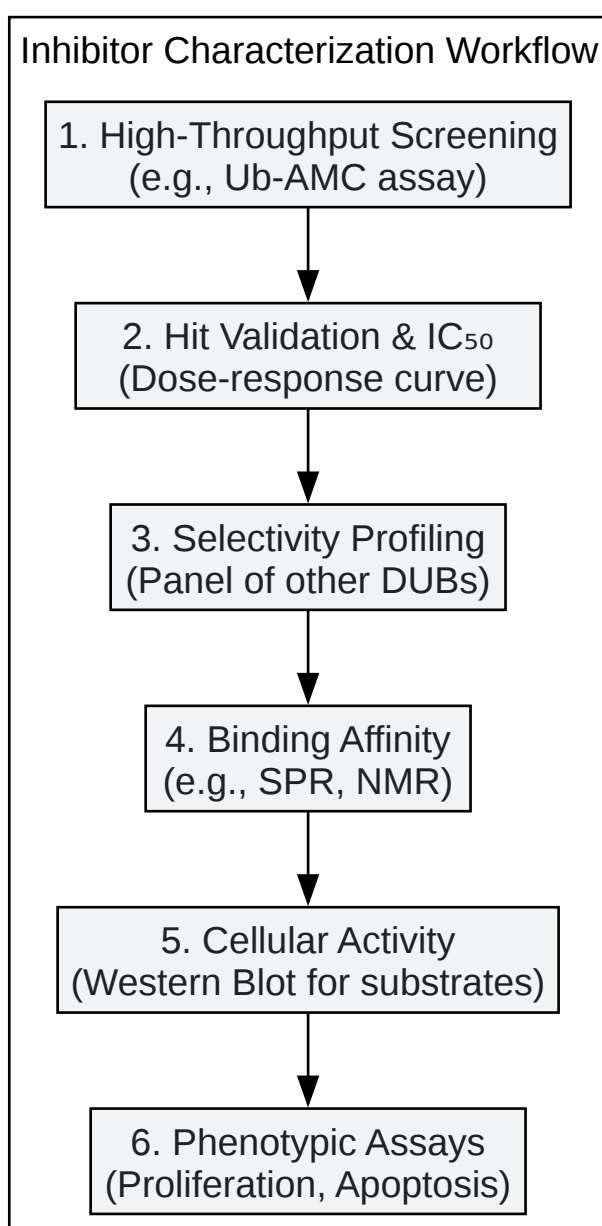 Inhibitor Characterization Workflow
1. High-Throughput Screening
(e.g., Ub-AMC assay)
2. Hit Validation & IC₅₀
(Dose-response curve)
3. Selectivity Profiling
(Panel of other DUBs)
4. Binding Affinity
(e.g., SPR, NMR)
5. Cellular Activity
(Western Blot for substrates)
6. Phenotypic Assays
(Proliferation, Apoptosis)